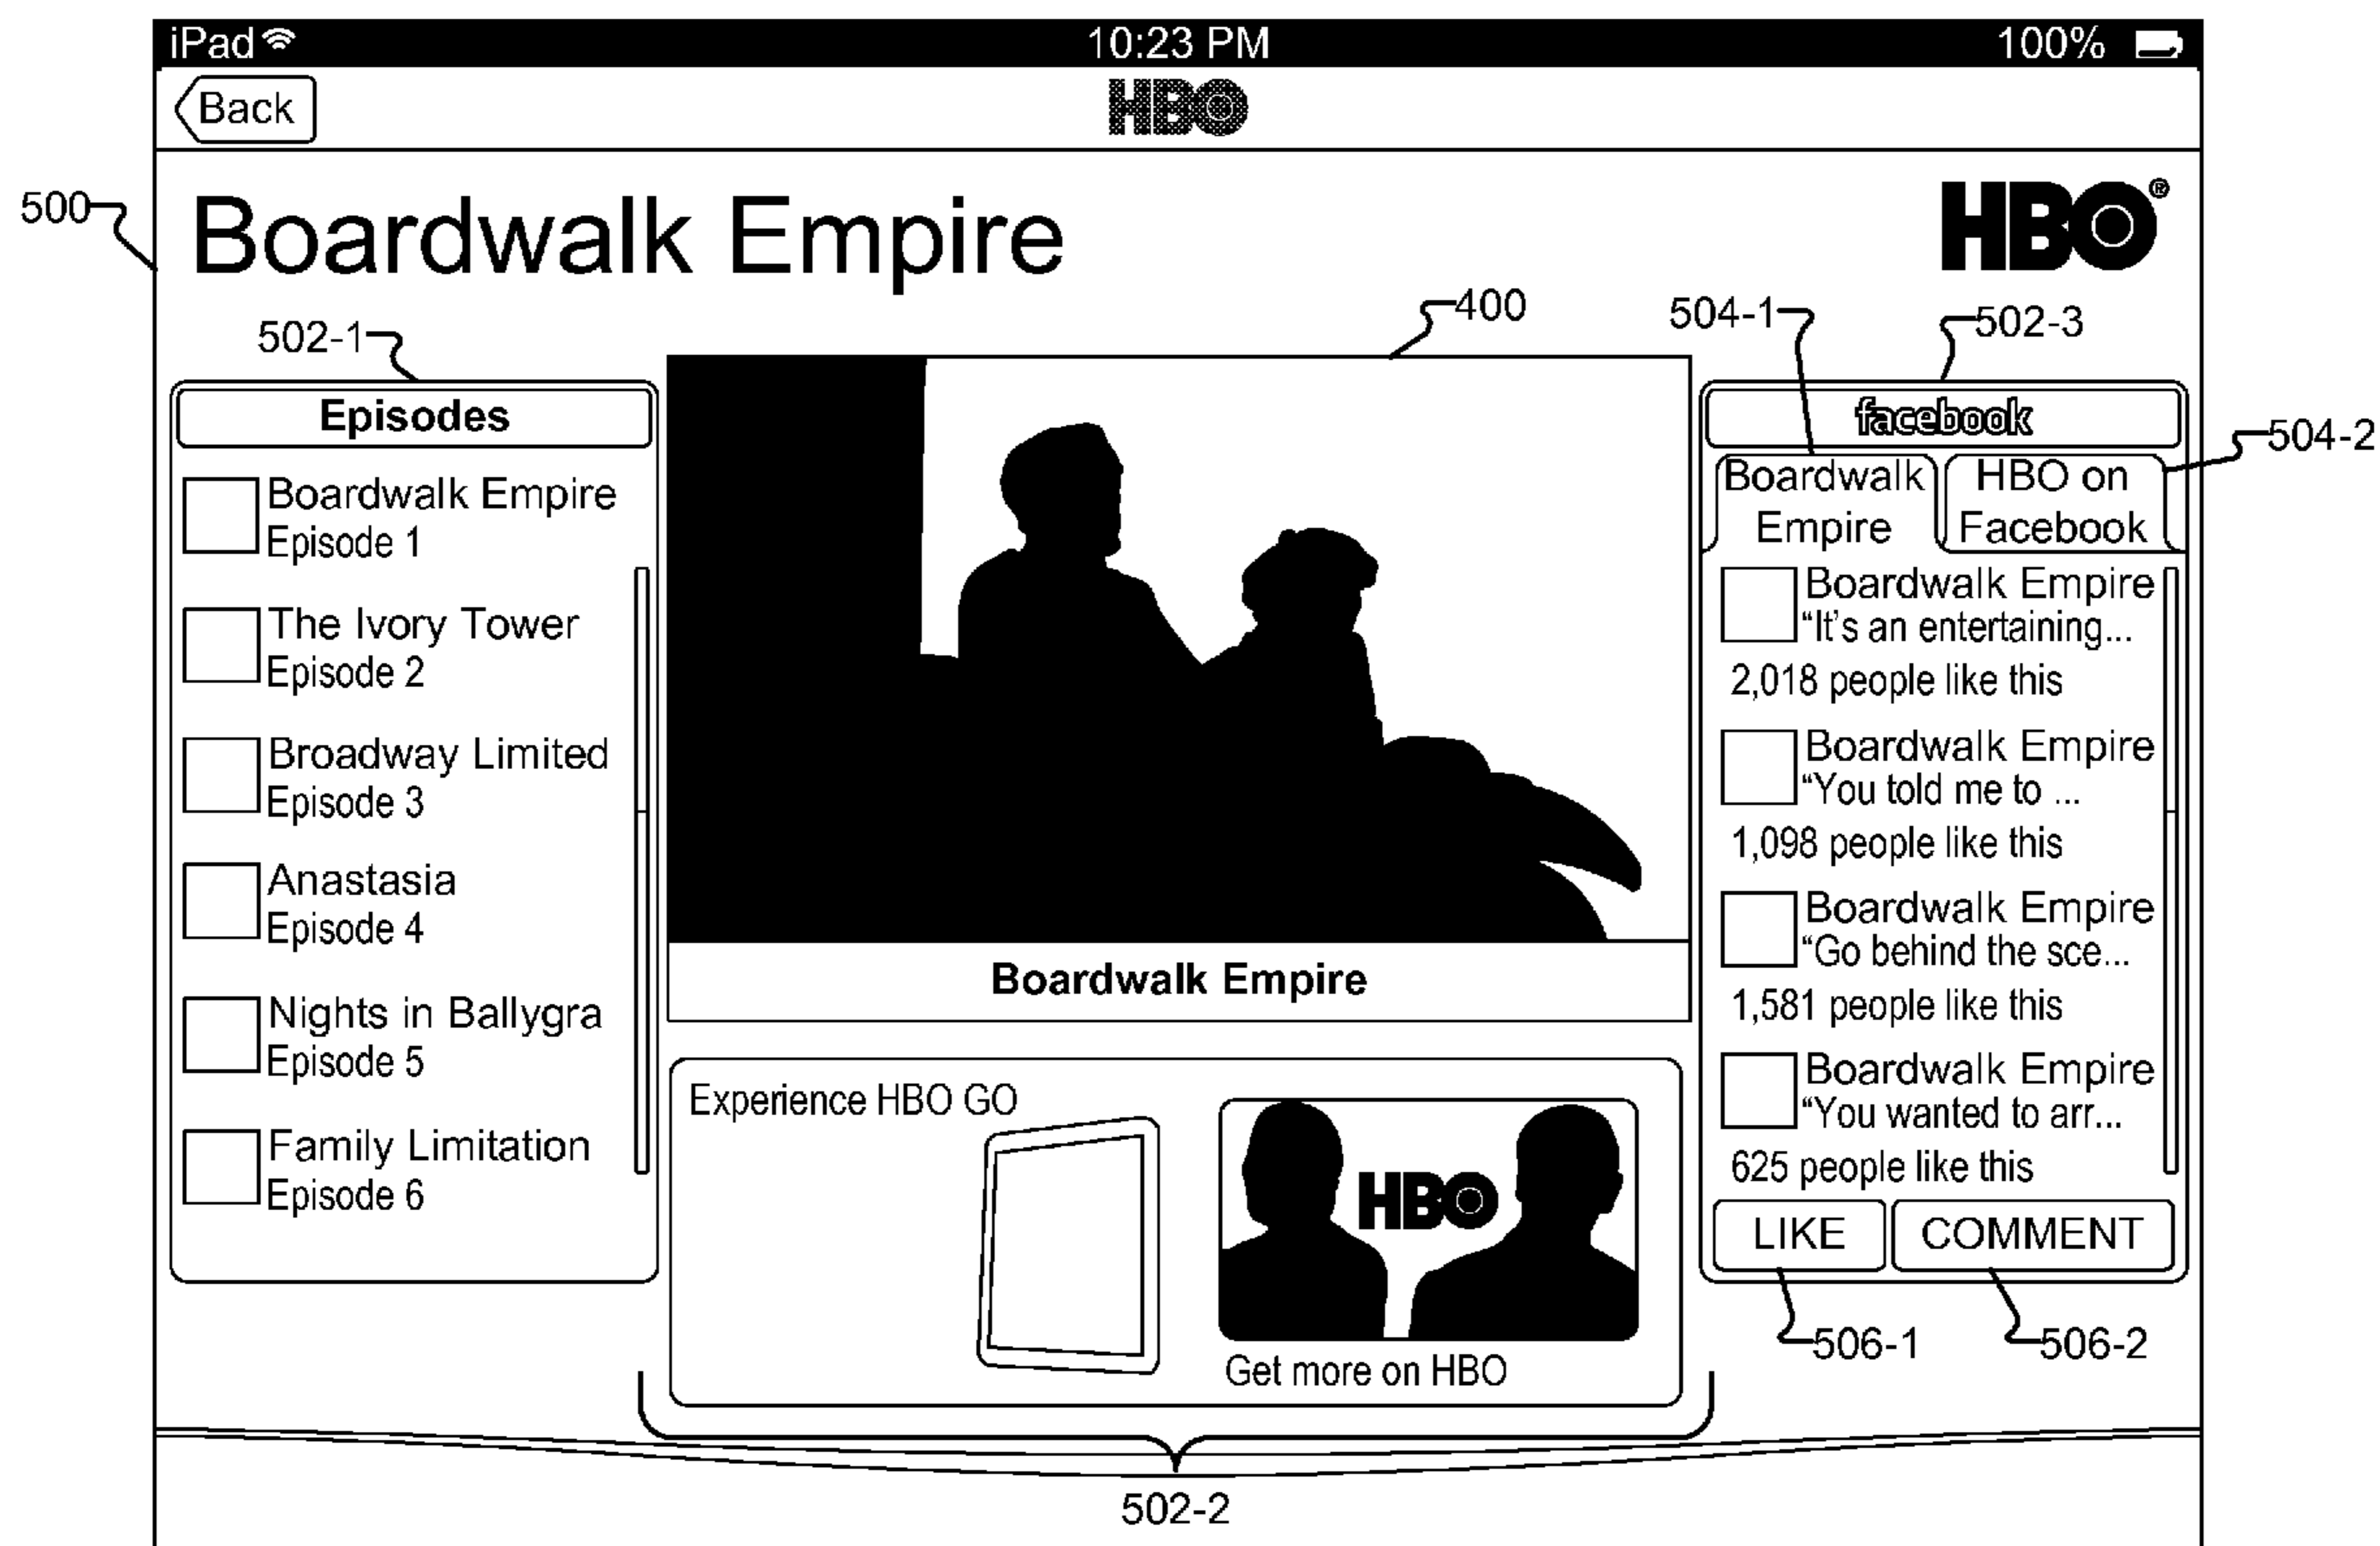 iPad 10:23 PM 100%
Back
HBO
500
Boardwalk Empire
HBO®
502-1
400
504-1
502-3
504-2
Episodes
Boardwalk Empire
Episode 1
The Ivory Tower
Episode 2
Broadway Limited
Episode 3
Anastasia
Episode 4
Nights in Ballygra
Episode 5
Family Limitation
Episode 6
Boardwalk Empire
Experience HBO GO
HBO
Get more on HBO
502-2
facebook
Boardwalk
Empire
HBO on
Facebook
Boardwalk Empire
“It's an entertaining...
2,018 people like this
Boardwalk Empire
“You told me to ...
1,098 people like this
Boardwalk Empire
“Go behind the sce...
1,581 people like this
Boardwalk Empire
“You wanted to arr...
625 people like this
LIKE
COMMENT
506-1
506-2